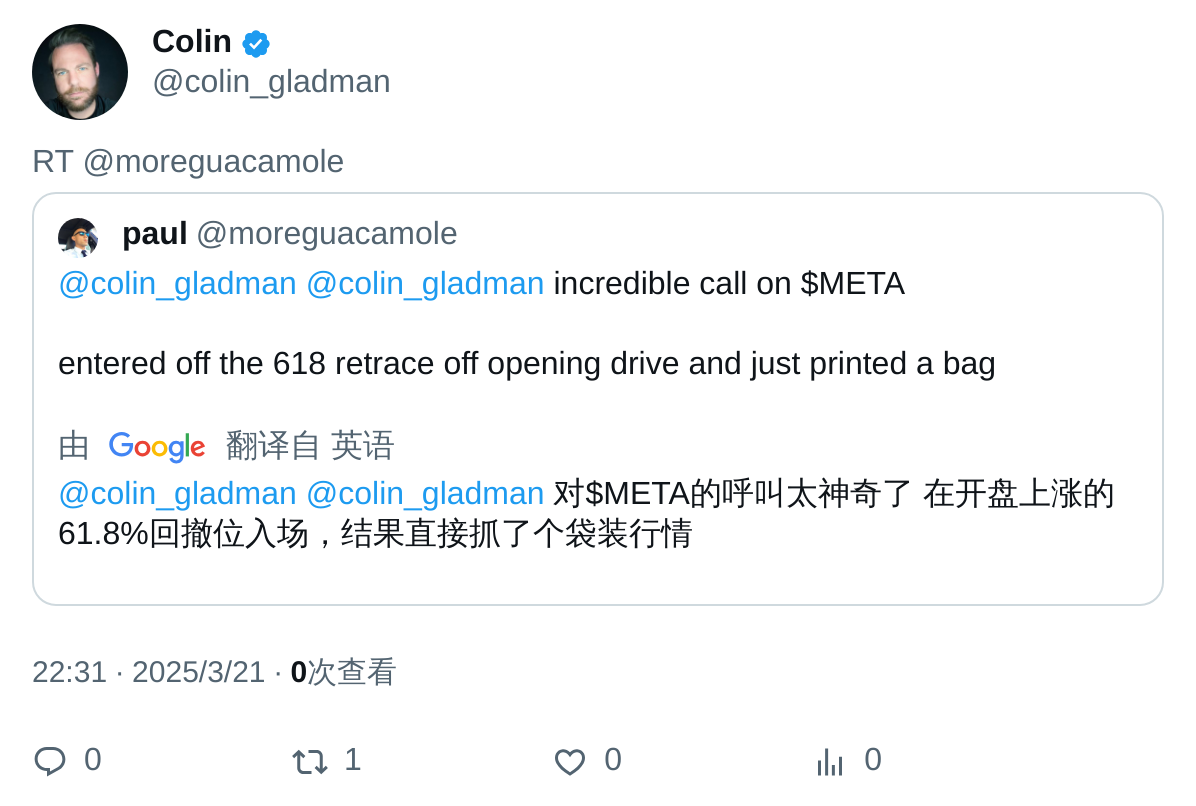 Colin
@colin_gladman
RT @moreguacamole
paul @moreguacamole
@colin_gladman @colin_gladman incredible call on $META
entered off the 618 retrace off opening drive and just printed a bag
由 Google 翻译自 英语
@colin_gladman @colin_gladman 对$META的呼叫太神奇了 在开盘上涨的
61.8%回撤位入场，结果直接抓了个袋装行情
22:31 · 2025/3/21 · 0次查看
0 1 0 0